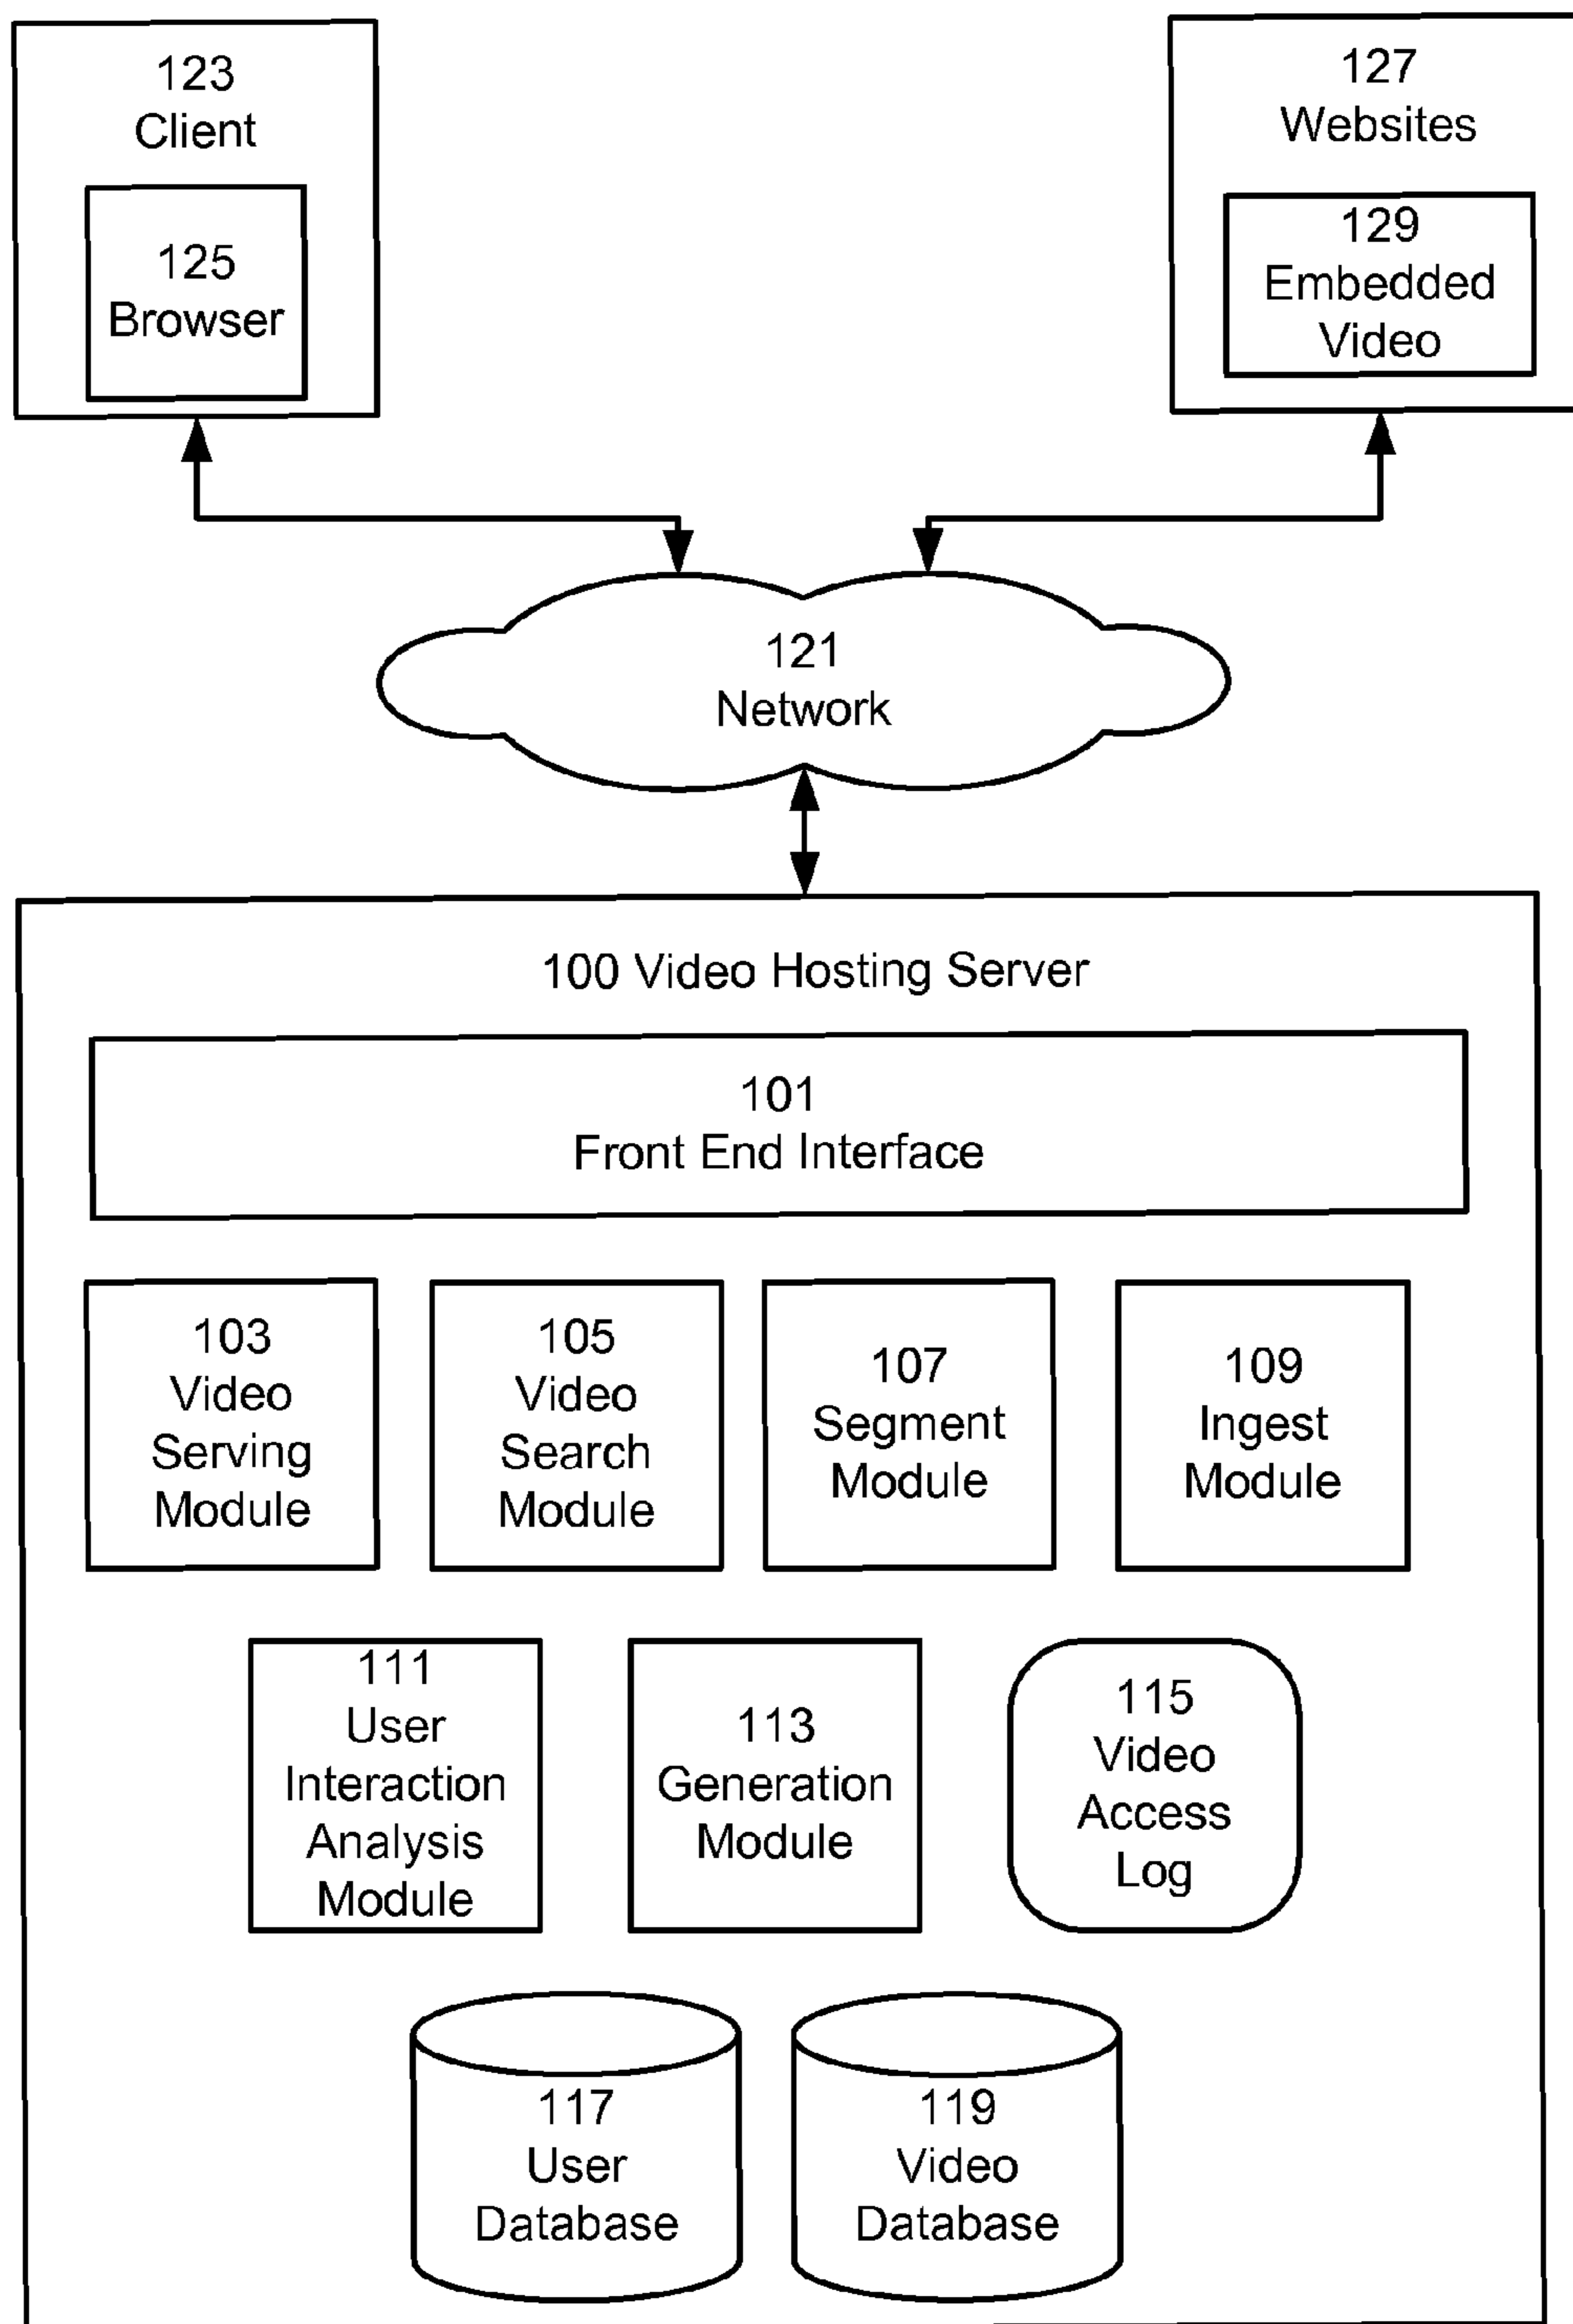 123
Client
125
Browser
127
Websites
129
Embedded
Video
121
Network
100 Video Hosting Server
101
Front End Interface
103
Video
Serving
Module
105
Video
Search
Module
107
Segment
Module
109
Ingest
Module
111
User
Interaction
Analysis
Module
113
Generation
Module
115
Video
Access
Log
117
User
Database
119
Video
Database